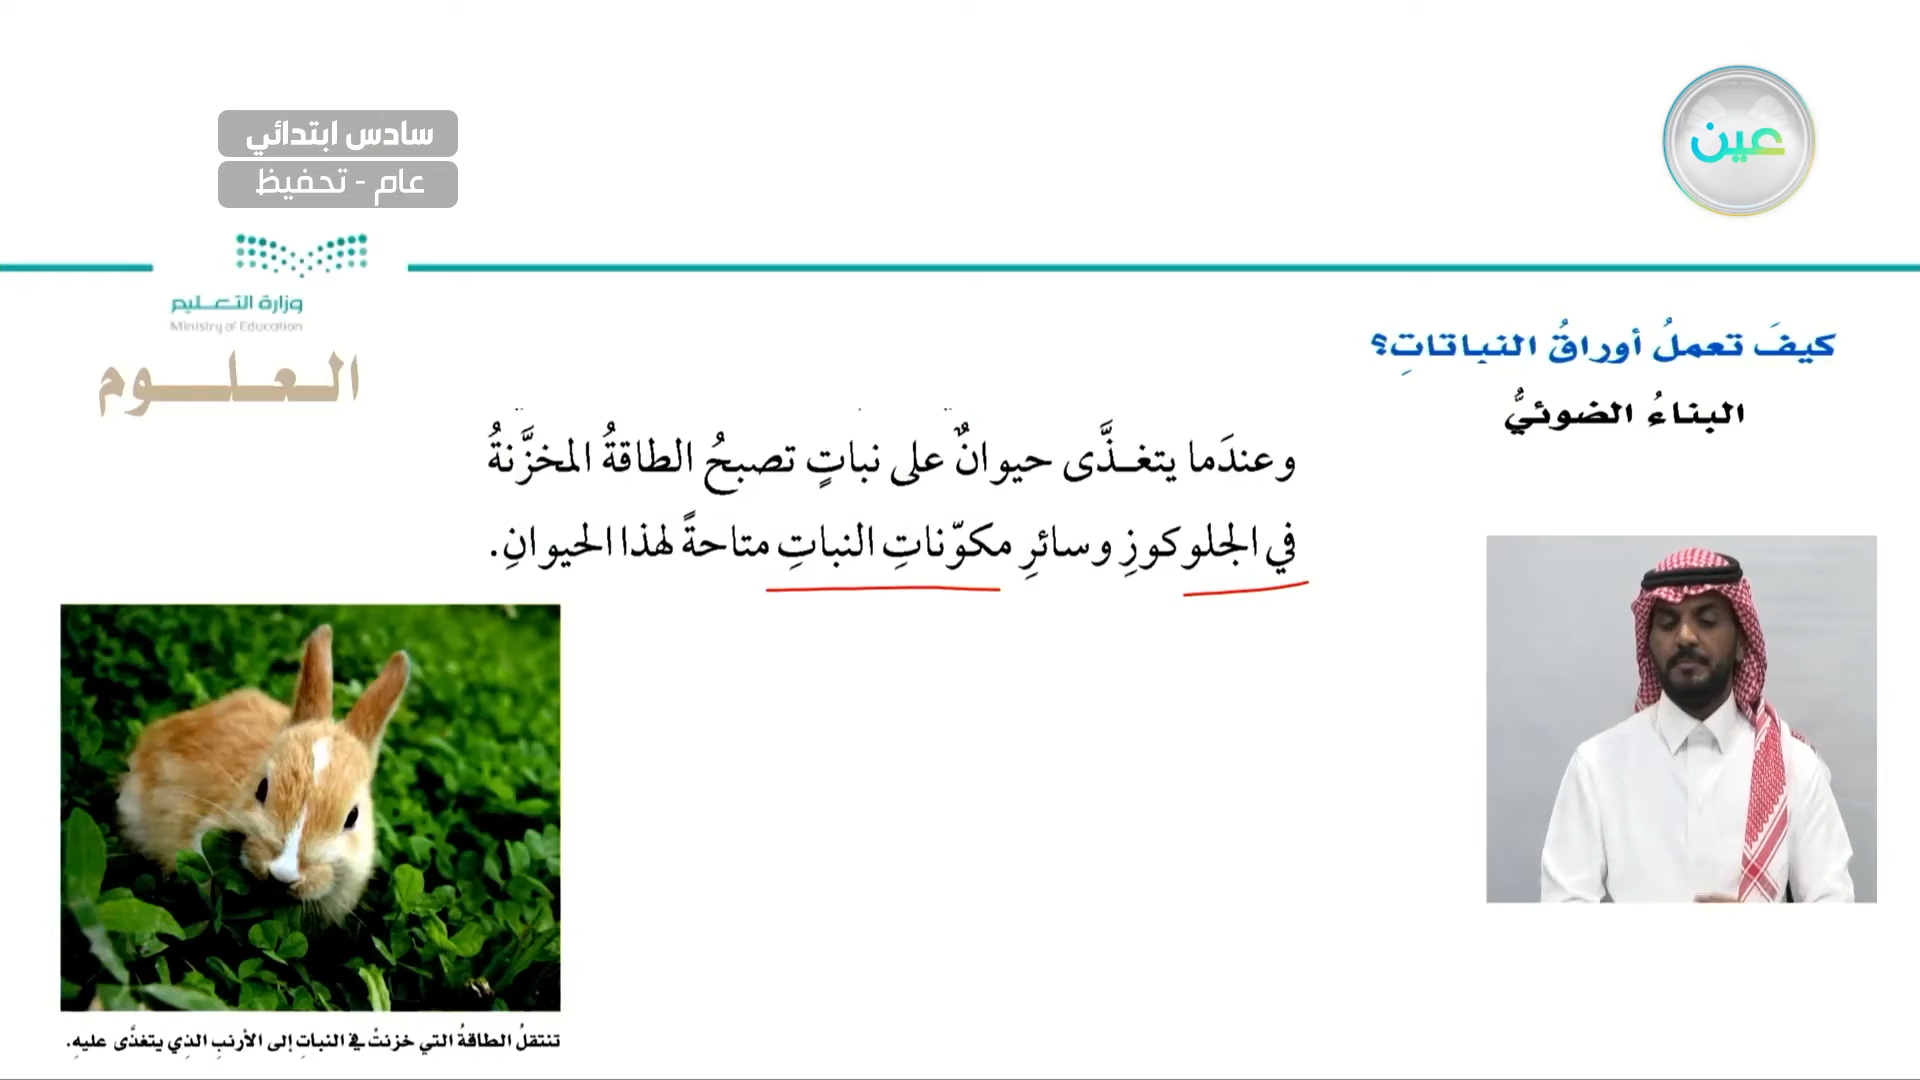 سادس ابتدائي
عام - تحفيظ
عين
وزارة التعليم
Ministry of Education
العلوم
كيفَ تعملُ أوراقُ النباتاتِ؟
البناءُ الضوئيُّ
وعندَما يتغذَّى حيوانٌ على نباتٍ تصبحُ الطاقةُ المخزَّنةُ
في الجلوكوزِ وسائرِ مكوّناتِ النباتِ متاحةً لهذا الحيوانِ.
تنتقلُ الطاقةُ التي خزنتْ في النباتِ إلى الأرنبِ الذِي يتغذَّى عليهِ.